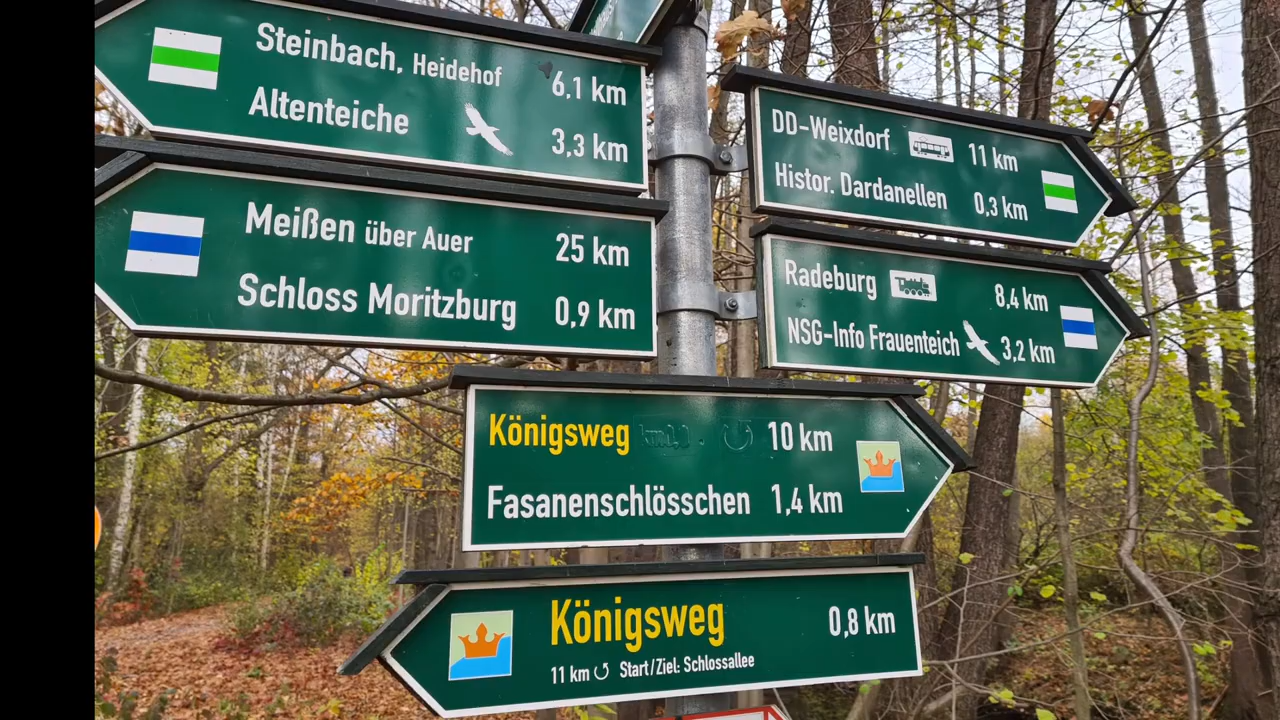 Steinbach, Heidehof 6,1 km
Altenteiche 3,3 km
Meißen über Auer 25 km
Schloss Moritzburg 0,9 km
DD-Weixdorf 11 km
Histor. Dardanellen 0,3 km
Radeburg 8,4 km
NSG-Info Frauenteich 3,2 km
Königsweg 10 km
Fasanenschlösschen 1,4 km
Königsweg 0,8 km
11 km Start/Ziel: Schlossallee